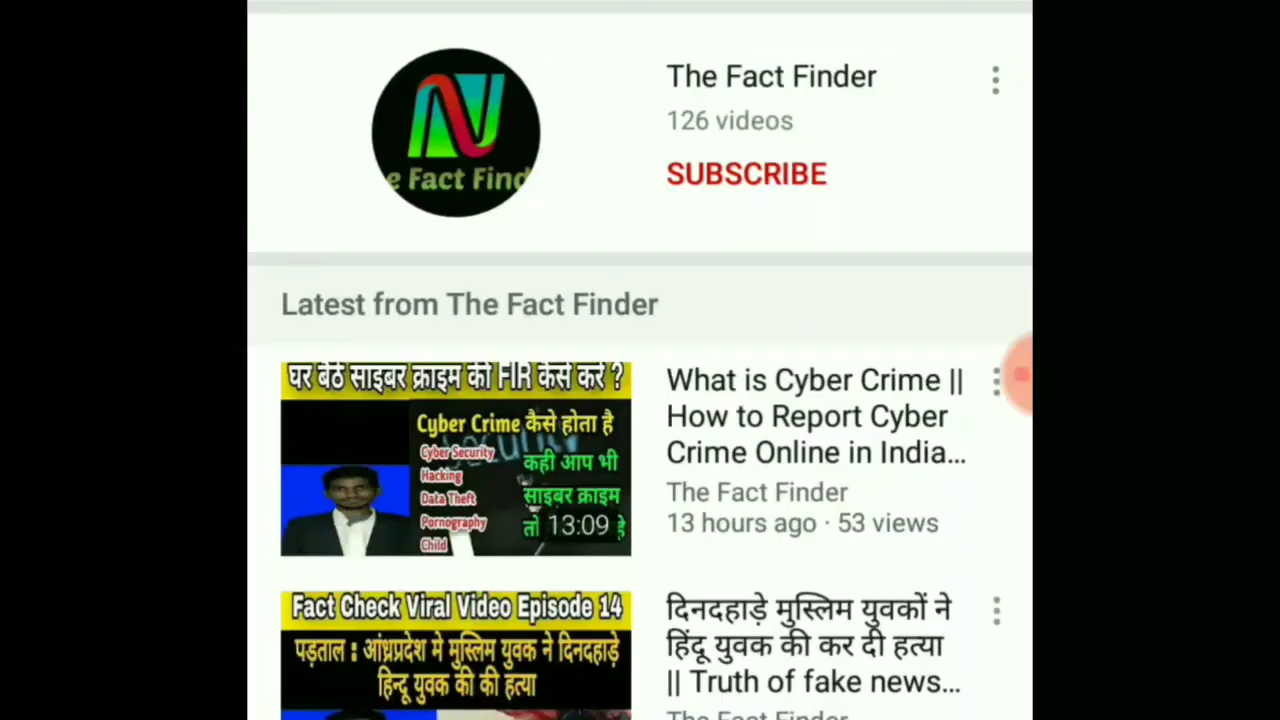 The Fact Finder
126 videos
SUBSCRIBE
e Fact Find
Latest from The Fact Finder
घर बैठे साइबर क्राइम की FIR कैसे करे ?
Cyber Crime कैसे होता है
Cyber Security
Hacking
Data Theft
Pornography
Child
कही आप भी
साइबर क्राइम
तो 13:09 है
What is Cyber Crime ||
How to Report Cyber
Crime Online in India...
The Fact Finder
13 hours ago · 53 views
Fact Check Viral Video Episode 14
पड़ताल : आंध्रप्रदेश मे मुस्लिम युवक ने दिनदहाड़े
हिन्दू युवक की की हत्या
दिनदहाड़े मुस्लिम युवकों ने
हिंदू युवक की कर दी हत्या
|| Truth of fake news...
The Fact Finder